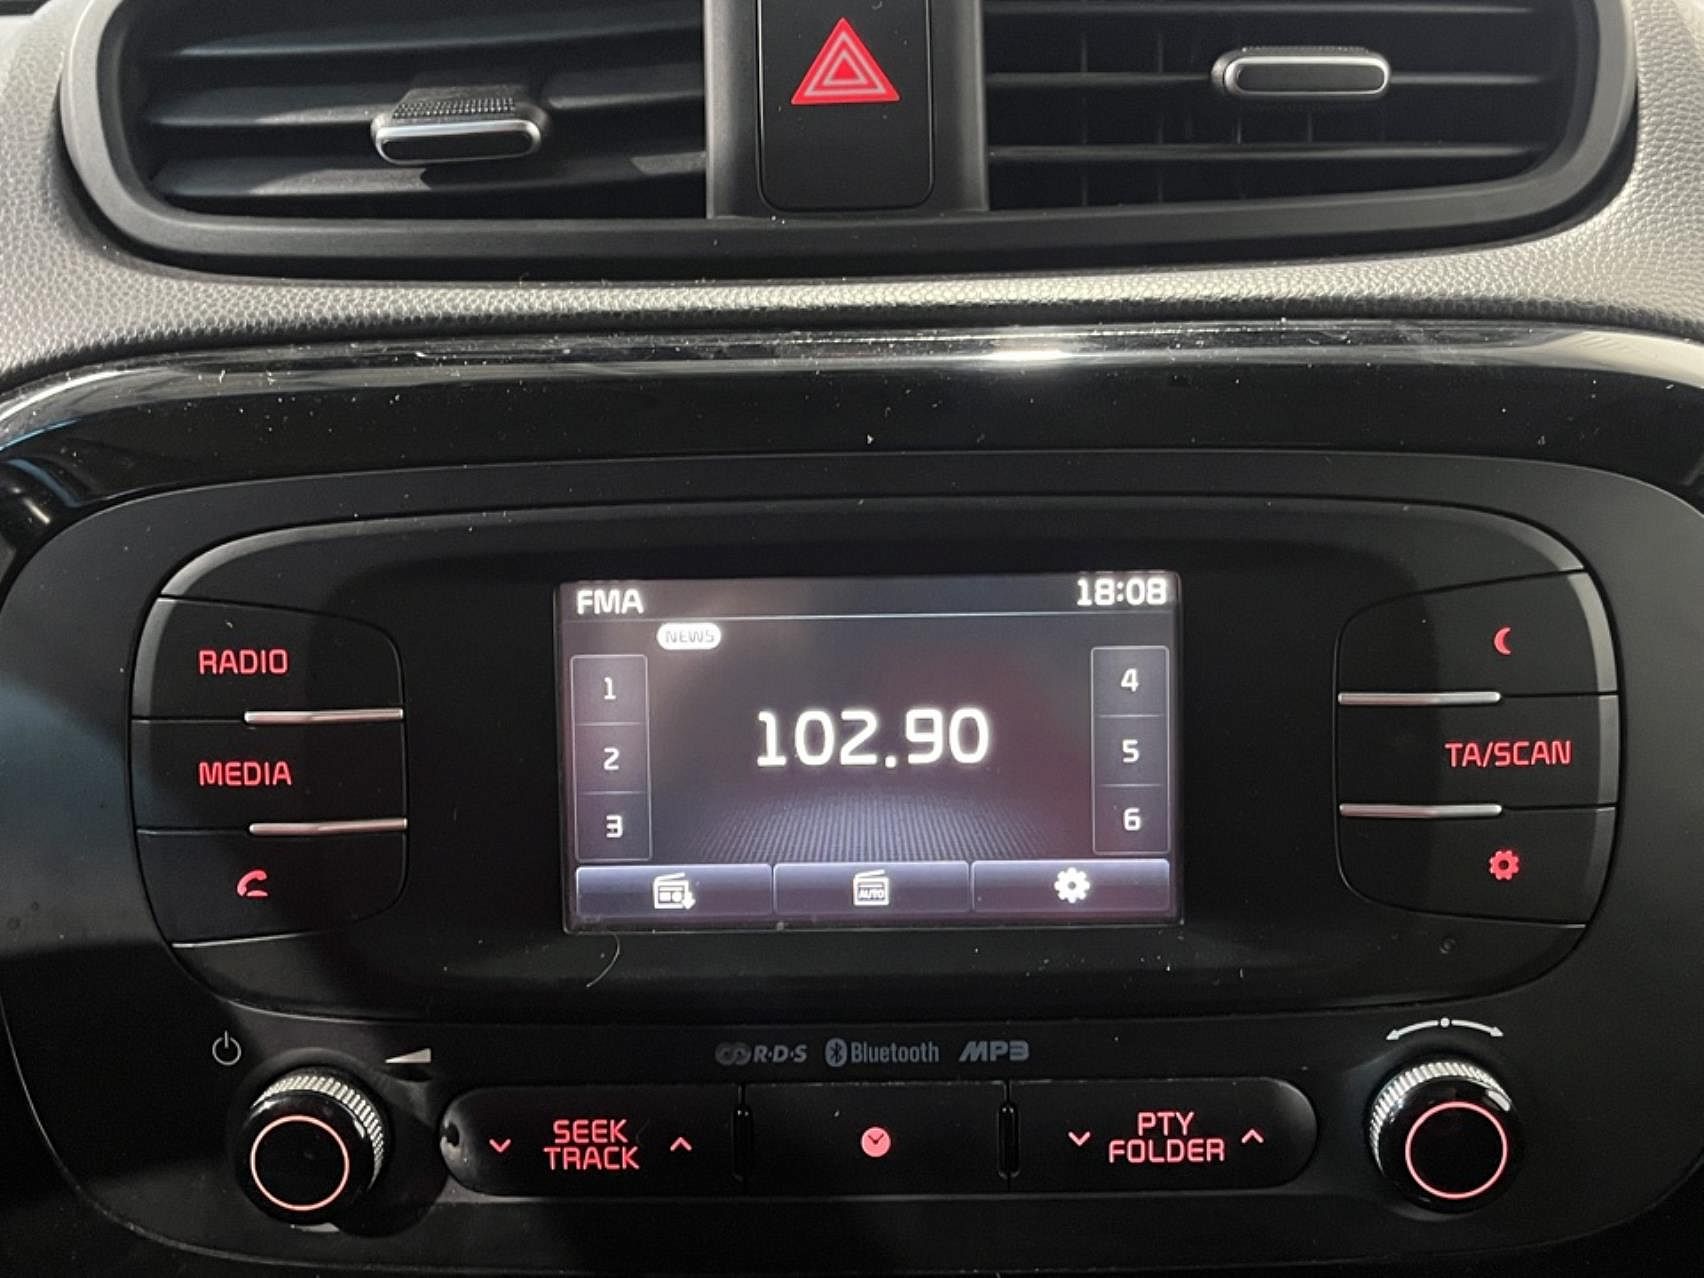 FMA 18:08
NEWS
1
2
3
102.90
4
5
6
AUTO
RADIO
MEDIA
TA/SCAN
R·D·S Bluetooth MP3
SEEK
TRACK
PTY
FOLDER